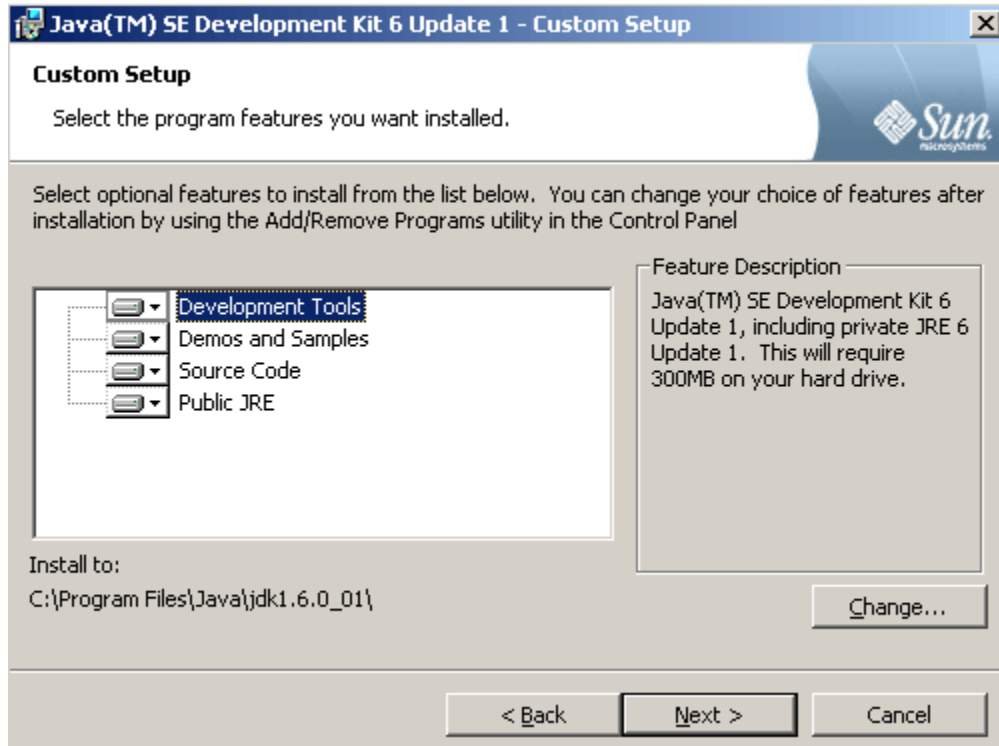 Java(TM) SE Development Kit 6 Update 1 - Custom Setup
Custom Setup
Select the program features you want installed.
Sun
microsystems
Select optional features to install from the list below.  You can change your choice of features after
installation by using the Add/Remove Programs utility in the Control Panel
Development Tools
Demos and Samples
Source Code
Public JRE
Feature Description
Java(TM) SE Development Kit 6
Update 1, including private JRE 6
Update 1.  This will require
300MB on your hard drive.
Install to:
C:\Program Files\Java\jdk1.6.0_01\
Change...
< Back
Next >
Cancel